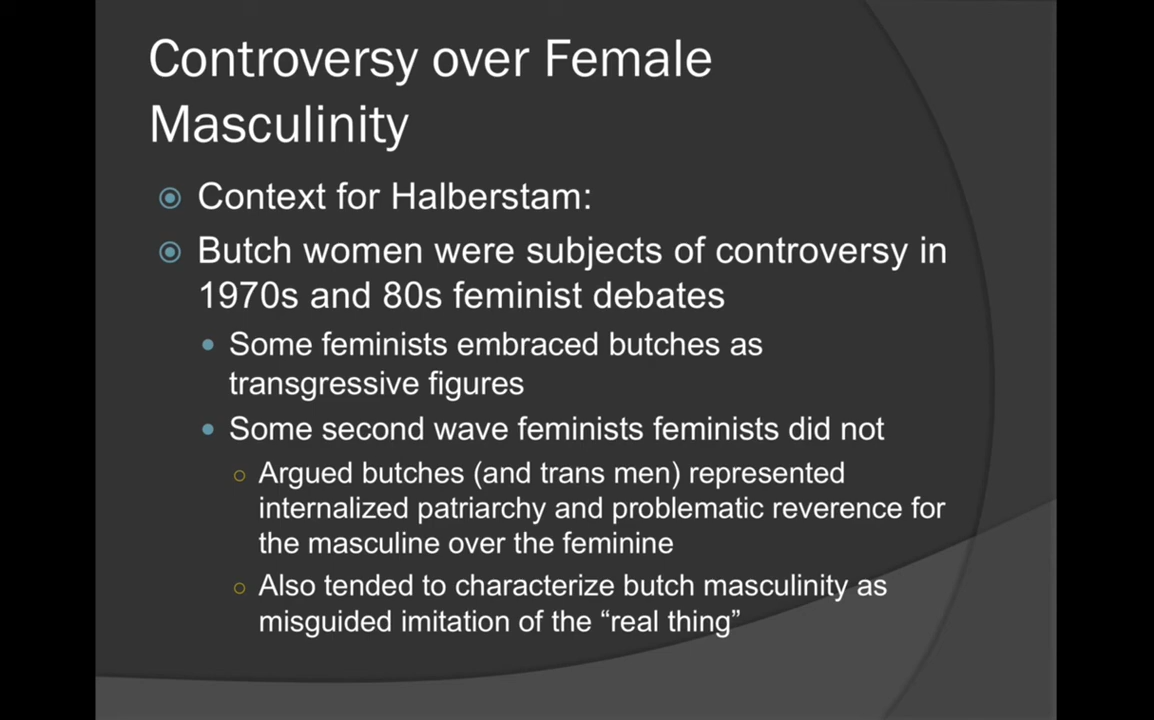 Controversy over Female
Masculinity
Context for Halberstam:
Butch women were subjects of controversy in
1970s and 80s feminist debates
Some feminists embraced butches as
transgressive figures
Some second wave feminists feminists did not
Argued butches (and trans men) represented
internalized patriarchy and problematic reverence for
the masculine over the feminine
Also tended to characterize butch masculinity as
misguided imitation of the “real thing”